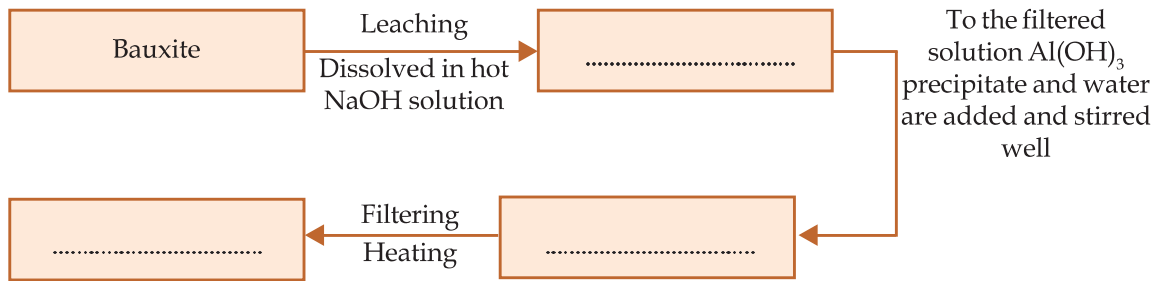 Bauxite
Leaching
Dissolved in hot
NaOH solution
To the filtered
solution Al(OH)₃
precipitate and water
are added and stirred
well
Filtering
Heating